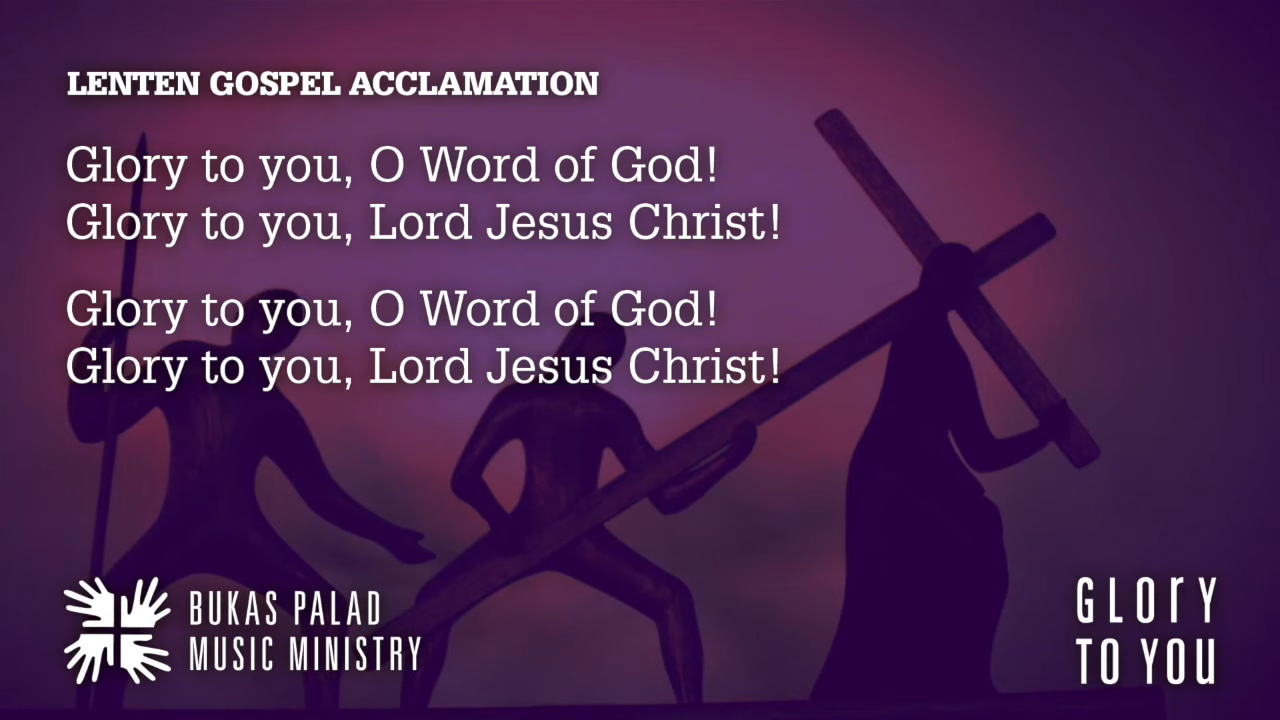 LENTEN GOSPEL ACCLAMATION
Glory to you, O Word of God!
Glory to you, Lord Jesus Christ!
Glory to you, O Word of God!
Glory to you, Lord Jesus Christ!
BUKAS PALAD
MUSIC MINISTRY
GLORY
TO YOU